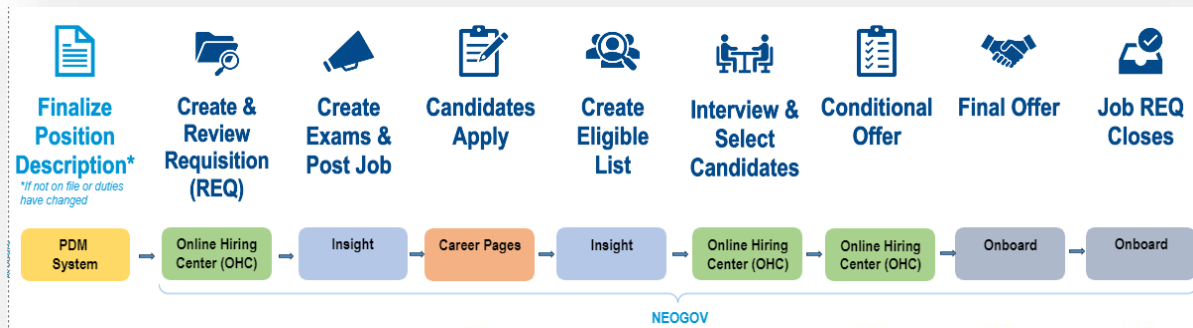 Finalize
Position
Description*
*If not on file or duties
have changed
Create &
Review
Requisition
(REQ)
Create
Exams &
Post Job
Candidates
Apply
Create
Eligible
List
Interview &
Select
Candidates
Conditional
Offer
Final Offer
Job REQ
Closes
PDM
System
Online Hiring
Center (OHC)
Insight
Career Pages
Insight
Online Hiring
Center (OHC)
Online Hiring
Center (OHC)
Onboard
Onboard
NEOGOV